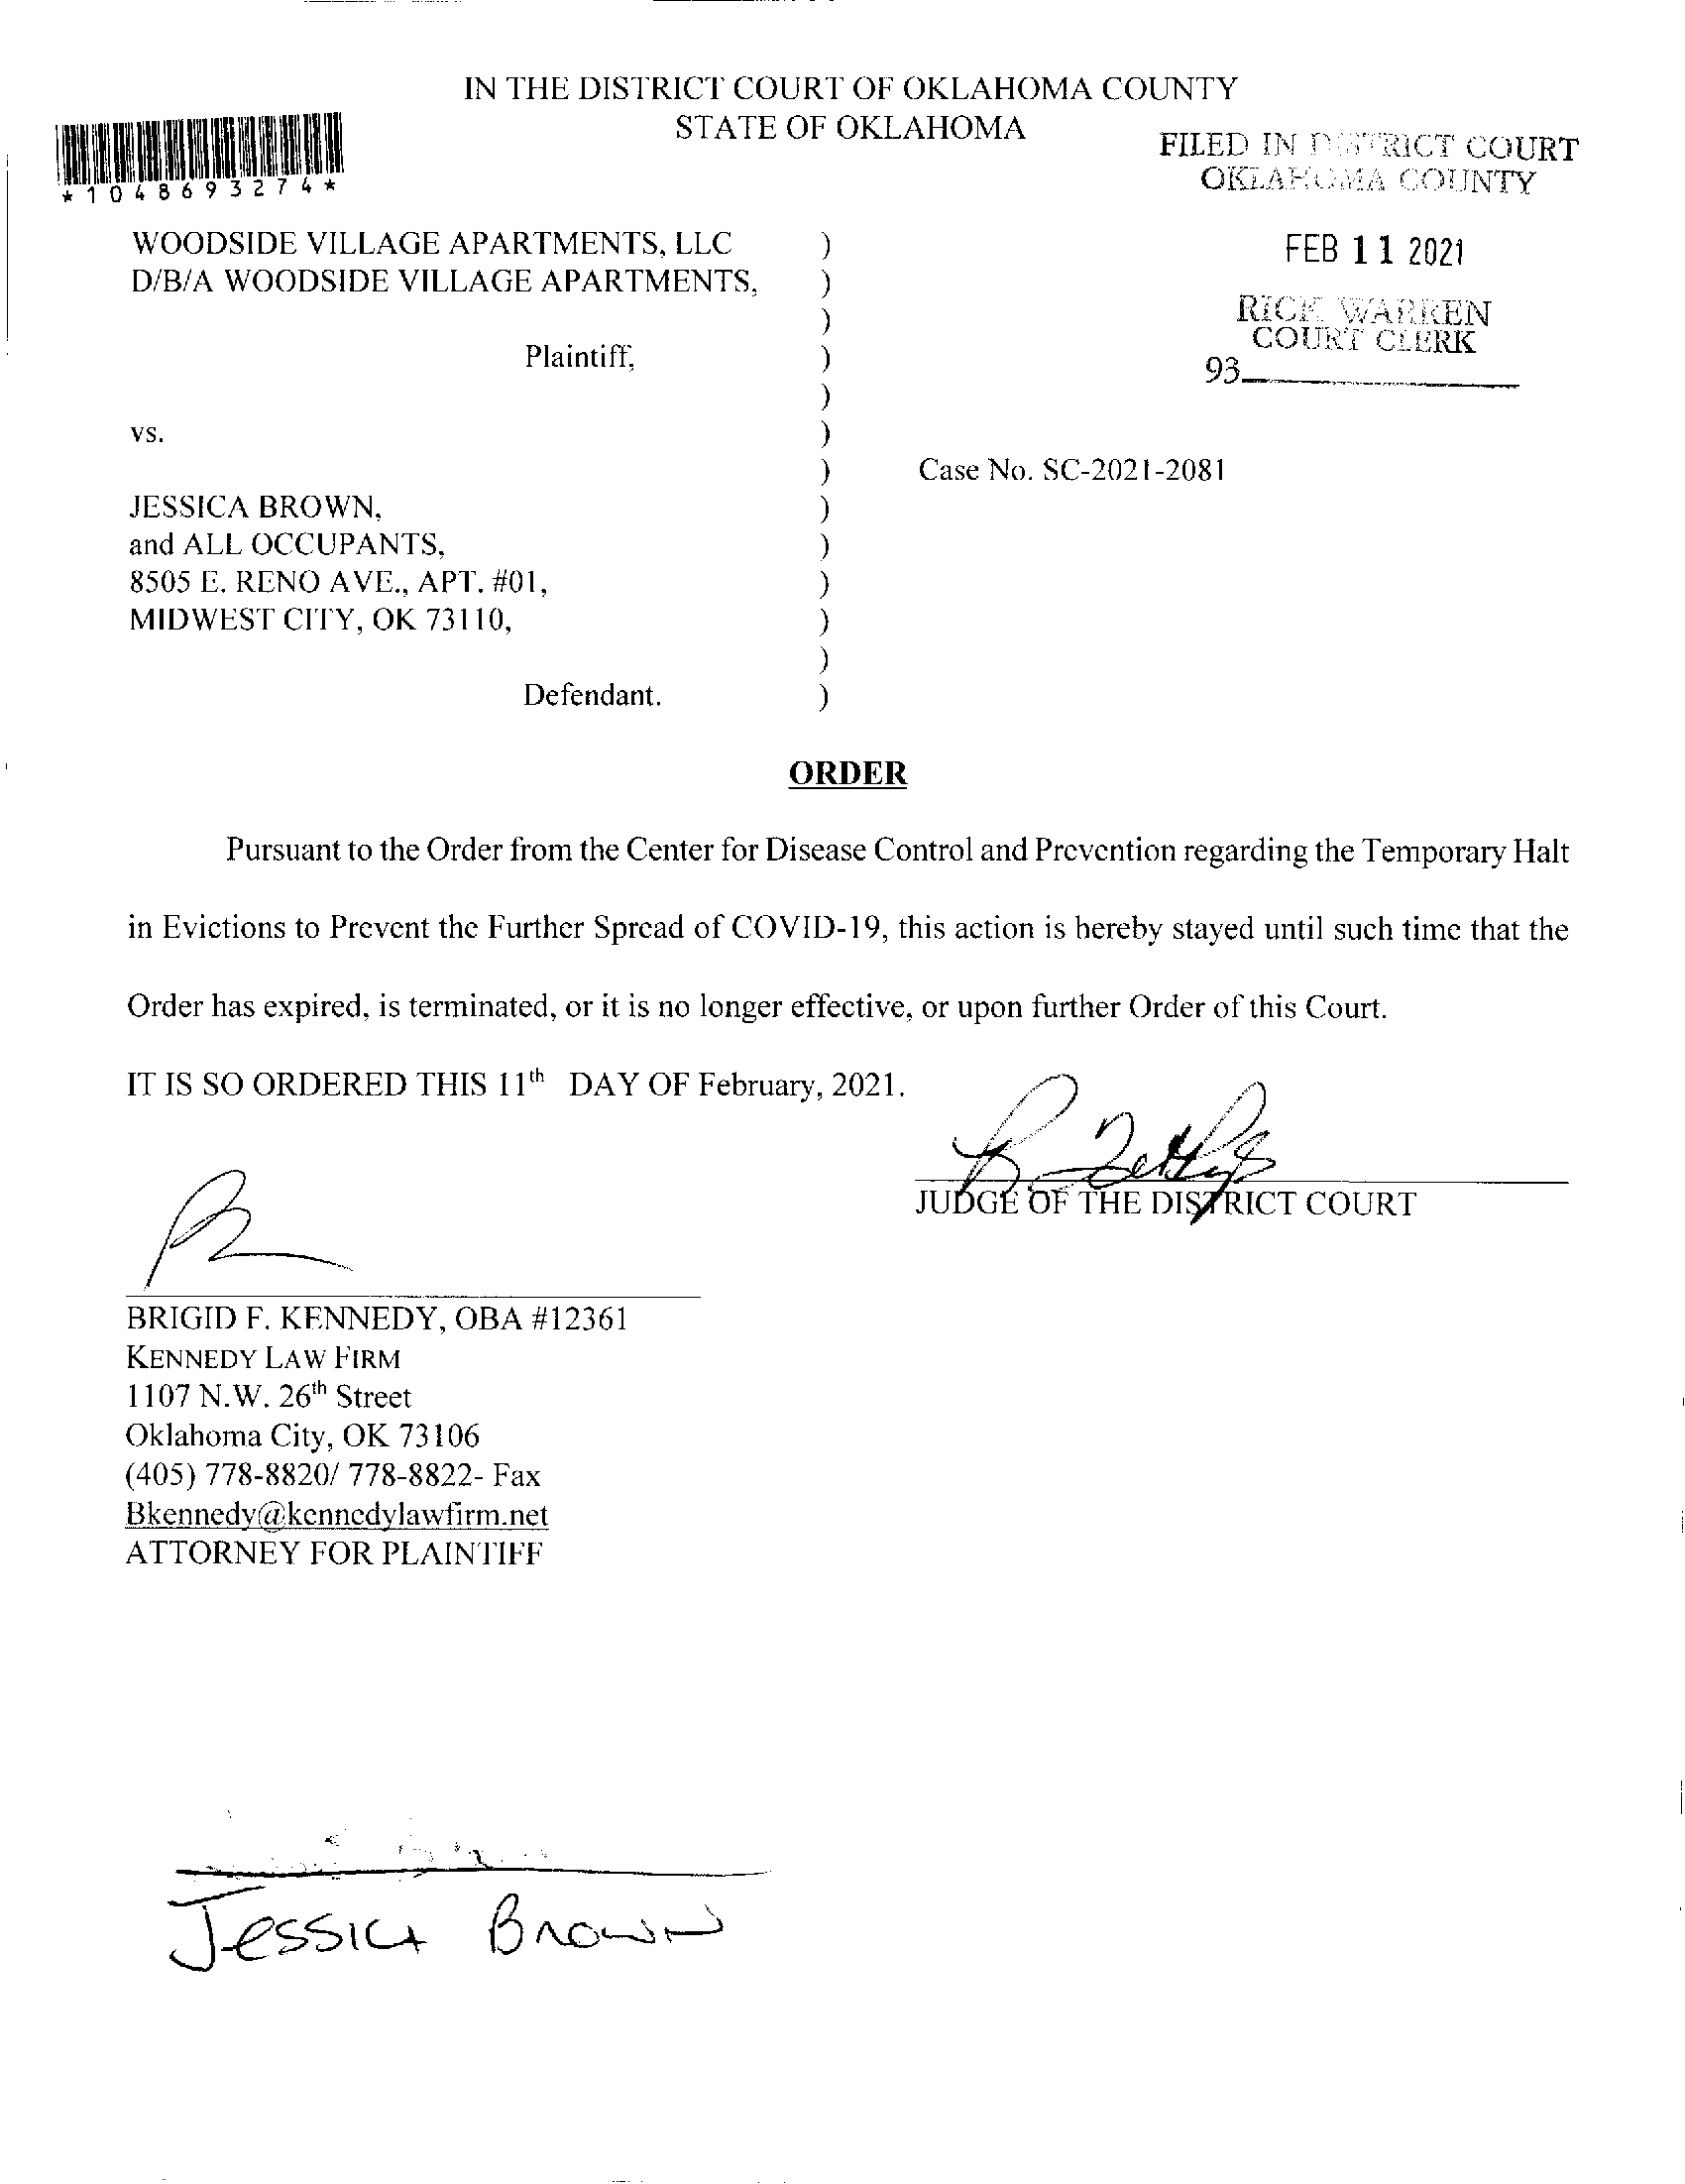 IN THE DISTRICT COURT OF OKLAHOMA COUNTY
STATE OF OKLAHOMA
*1048693274*
FILED IN DISTRICT COURT
OKLAHOMA COUNTY
FEB 11 2021
RICK WARREN
COURT CLERK
93
WOODSIDE VILLAGE APARTMENTS, LLC )
D/B/A WOODSIDE VILLAGE APARTMENTS, )
)
Plaintiff, )
)
vs. )
) Case No. SC-2021-2081
JESSICA BROWN, )
and ALL OCCUPANTS, )
8505 E. RENO AVE., APT. #01, )
MIDWEST CITY, OK 73110, )
)
Defendant. )
ORDER
Pursuant to the Order from the Center for Disease Control and Prevention regarding the Temporary Halt
in Evictions to Prevent the Further Spread of COVID-19, this action is hereby stayed until such time that the
Order has expired, is terminated, or it is no longer effective, or upon further Order of this Court.
IT IS SO ORDERED THIS 11th DAY OF February, 2021.
JUDGE OF THE DISTRICT COURT
BRIGID F. KENNEDY, OBA #12361
KENNEDY LAW FIRM
1107 N.W. 26th Street
Oklahoma City, OK 73106
(405) 778-8820/ 778-8822- Fax
Bkennedy@kennedylawfirm.net
ATTORNEY FOR PLAINTIFF
Jessica Brown